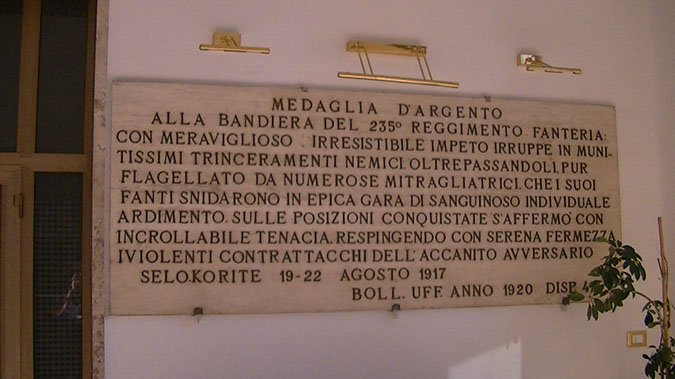 MEDAGLIA D'ARGENTO
ALLA BANDIERA DEL 235º REGGIMENTO FANTERIA:
CON MERAVIGLIOSO . IRRESISTIBILE IMPETO IRRUPPE IN MUNI-
TISSIMI TRINCERAMENTI NEMICI. OLTREPASSANDOLI, PUR
FLAGELLATO DA NUMEROSE MITRAGLIATRICI, CHE I SUOI
FANTI SNIDARONO IN EPICA GARA DI SANGUINOSO INDIVIDUALE
ARDIMENTO. SULLE POSIZIONI CONQUISTATE S'AFFERMO' CON
INCROLLABILE TENACIA, RESPINGENDO CON SERENA FERMEZZA
I VIOLENTI CONTRATTACCHI DELL'ACCANITO AVVERSARIO
SELO.KORITE 19-22 AGOSTO 1917
BOLL. UFF. ANNO 1920 DISP.